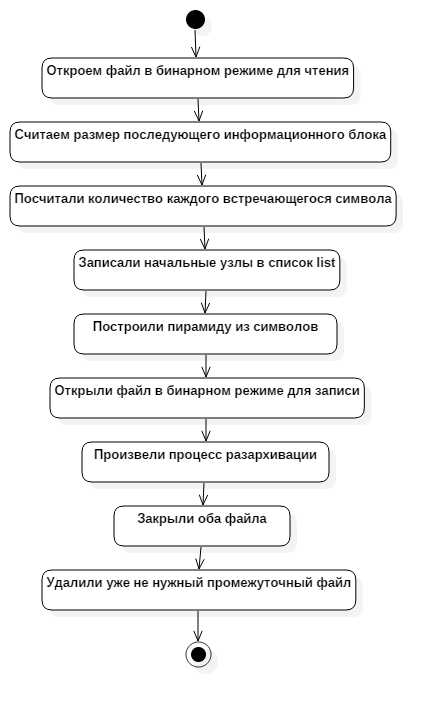 Откроем файл в бинарном режиме для чтения
Считаем размер последующего информационного блока
Посчитали количество каждого встречающегося символа
Записали начальные узлы в список list
Построили пирамиду из символов
Открыли файл в бинарном режиме для записи
Произвели процесс разархивации
Закрыли оба файла
Удалили уже не нужный промежуточный файл